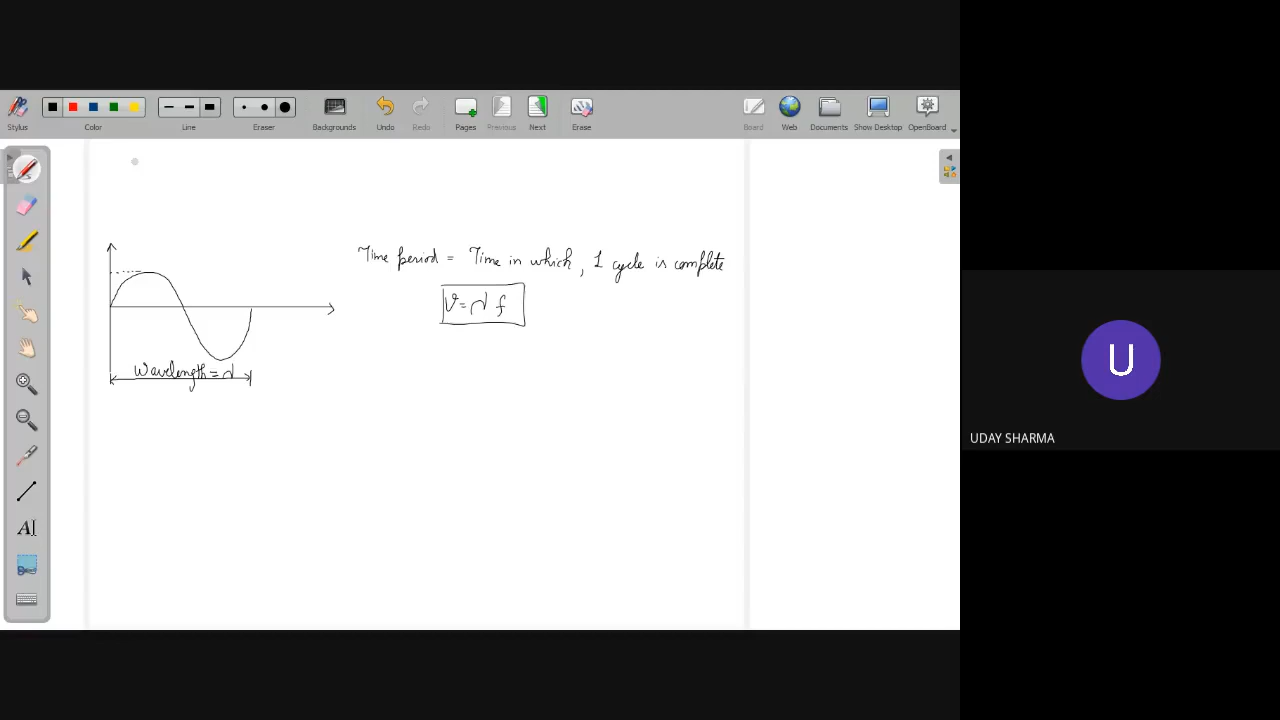 Stylus Color Line Eraser Backgrounds Undo Redo Pages Previous Next Erase Board Web Documents Show Desktop OpenBoard
Time period = Time in which, 1 cycle is complete
v = λ f
Wavelength = λ
A
U
UDAY SHARMA